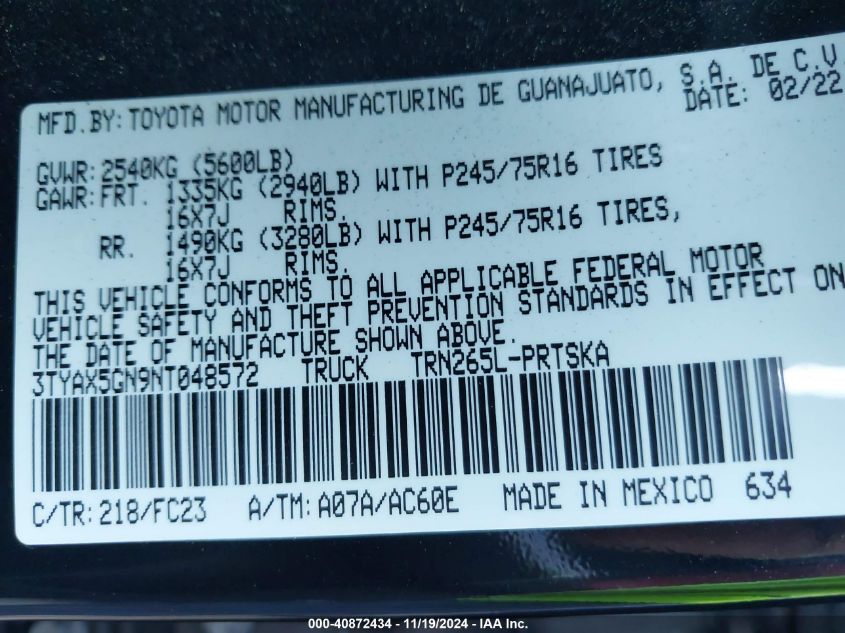 MFD.BY:TOYOTA MOTOR MANUFACTURING DE GUANAJUATO, S.A. DE C.V.
DATE: 02/22
GVWR:2540KG (5600LB)
GAWR:FRT. 1335KG (2940LB) WITH P245/75R16 TIRES
16X7J RIMS.
RR. 1490KG (3280LB) WITH P245/75R16 TIRES,
16X7J RIMS.
THIS VEHICLE CONFORMS TO ALL APPLICABLE FEDERAL MOTOR
VEHICLE SAFETY AND THEFT PREVENTION STANDARDS IN EFFECT ON
THE DATE OF MANUFACTURE SHOWN ABOVE.
3TYAX5GN9NT048572 TRUCK TRN265L-PRTSKA
C/TR:218/FC23 A/TM:A07A/AC60E MADE IN MEXICO 634
000-40872434 - 11/19/2024 - IAA Inc.